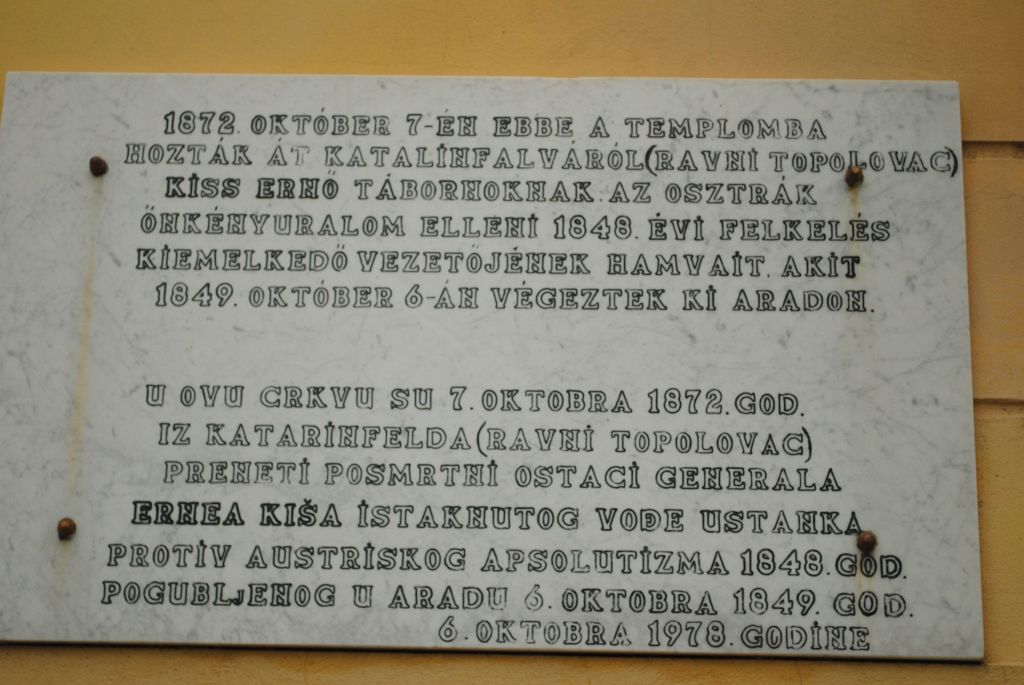 1872. OKTÓBER 7-ÉN EBBE A TEMPLOMBA
HOZTÁK ÁT KATALINFALVÁRÓL(RAVNI TOPOLOVAC)
KISS ERNŐ TÁBORNOKNAK AZ OSZTRÁK
ÖNKÉNYURALOM ELLENI 1848. ÉVI FELKELÉS
KIEMELKEDŐ VEZETŐJÉNEK HAMVAIT, AKIT
1849. OKTÓBER 6-ÁN VÉGEZTEK KI ARADON.
U OVU CRKVU SU 7. OKTOBRA 1872. GOD.
IZ KATARINFELDA(RAVNI TOPOLOVAC)
PRENETI POSMRTNI OSTACI GENERALA
ERNEA KIŠA ISTAKNUTOG VOĐE USTANKA
PROTIV AUSTRISKOG APSOLUTIZMA 1848. GOD.
POGUBLJENOG U ARADU 6. OKTOBRA 1849. GOD.
6. OKTOBRA 1978. GODINE